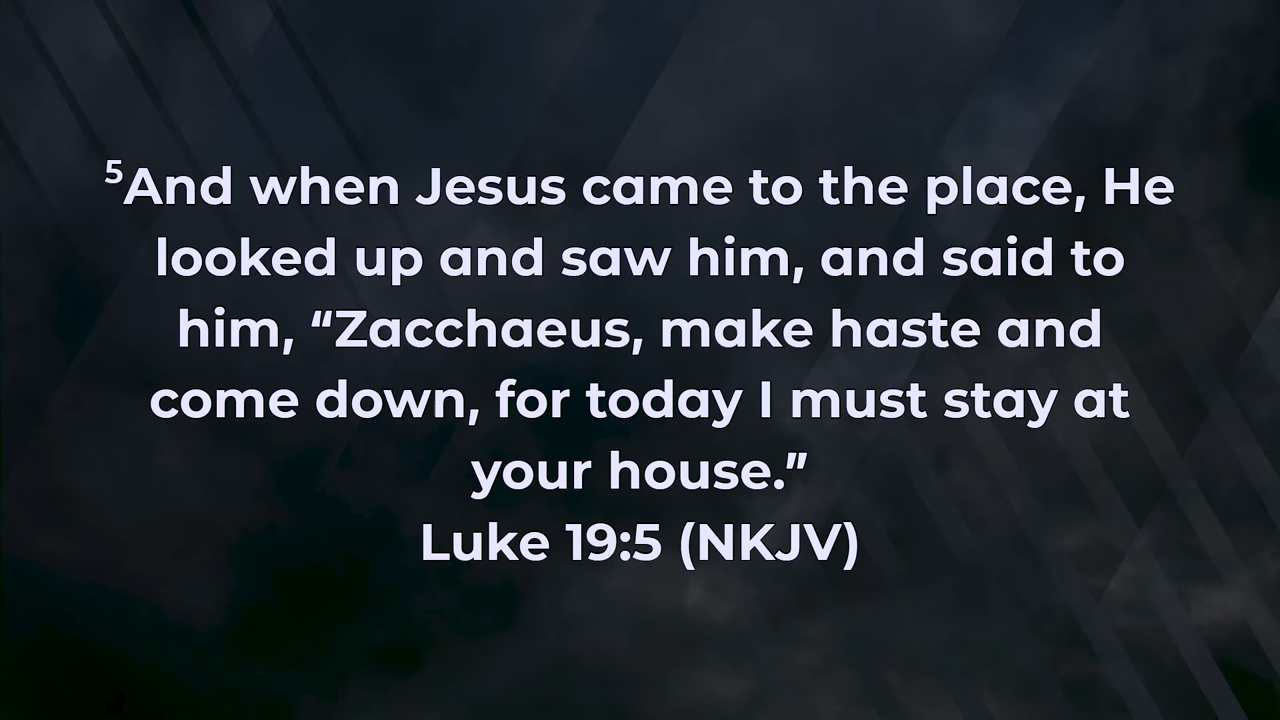 ⁵And when Jesus came to the place, He
looked up and saw him, and said to
him, “Zacchaeus, make haste and
come down, for today I must stay at
your house.”
Luke 19:5 (NKJV)